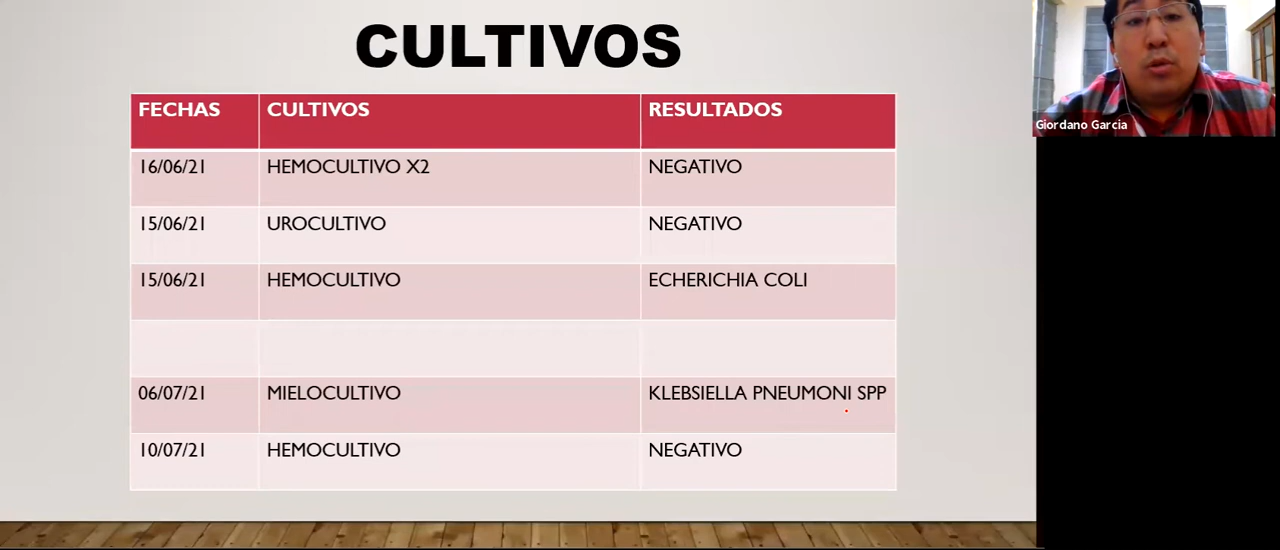 CULTIVOS
FECHAS CULTIVOS RESULTADOS
16/06/21 HEMOCULTIVO X2 NEGATIVO
15/06/21 UROCULTIVO NEGATIVO
15/06/21 HEMOCULTIVO ECHERICHIA COLI
06/07/21 MIELOCULTIVO KLEBSIELLA PNEUMONI SPP
10/07/21 HEMOCULTIVO NEGATIVO
Giordano Garcia